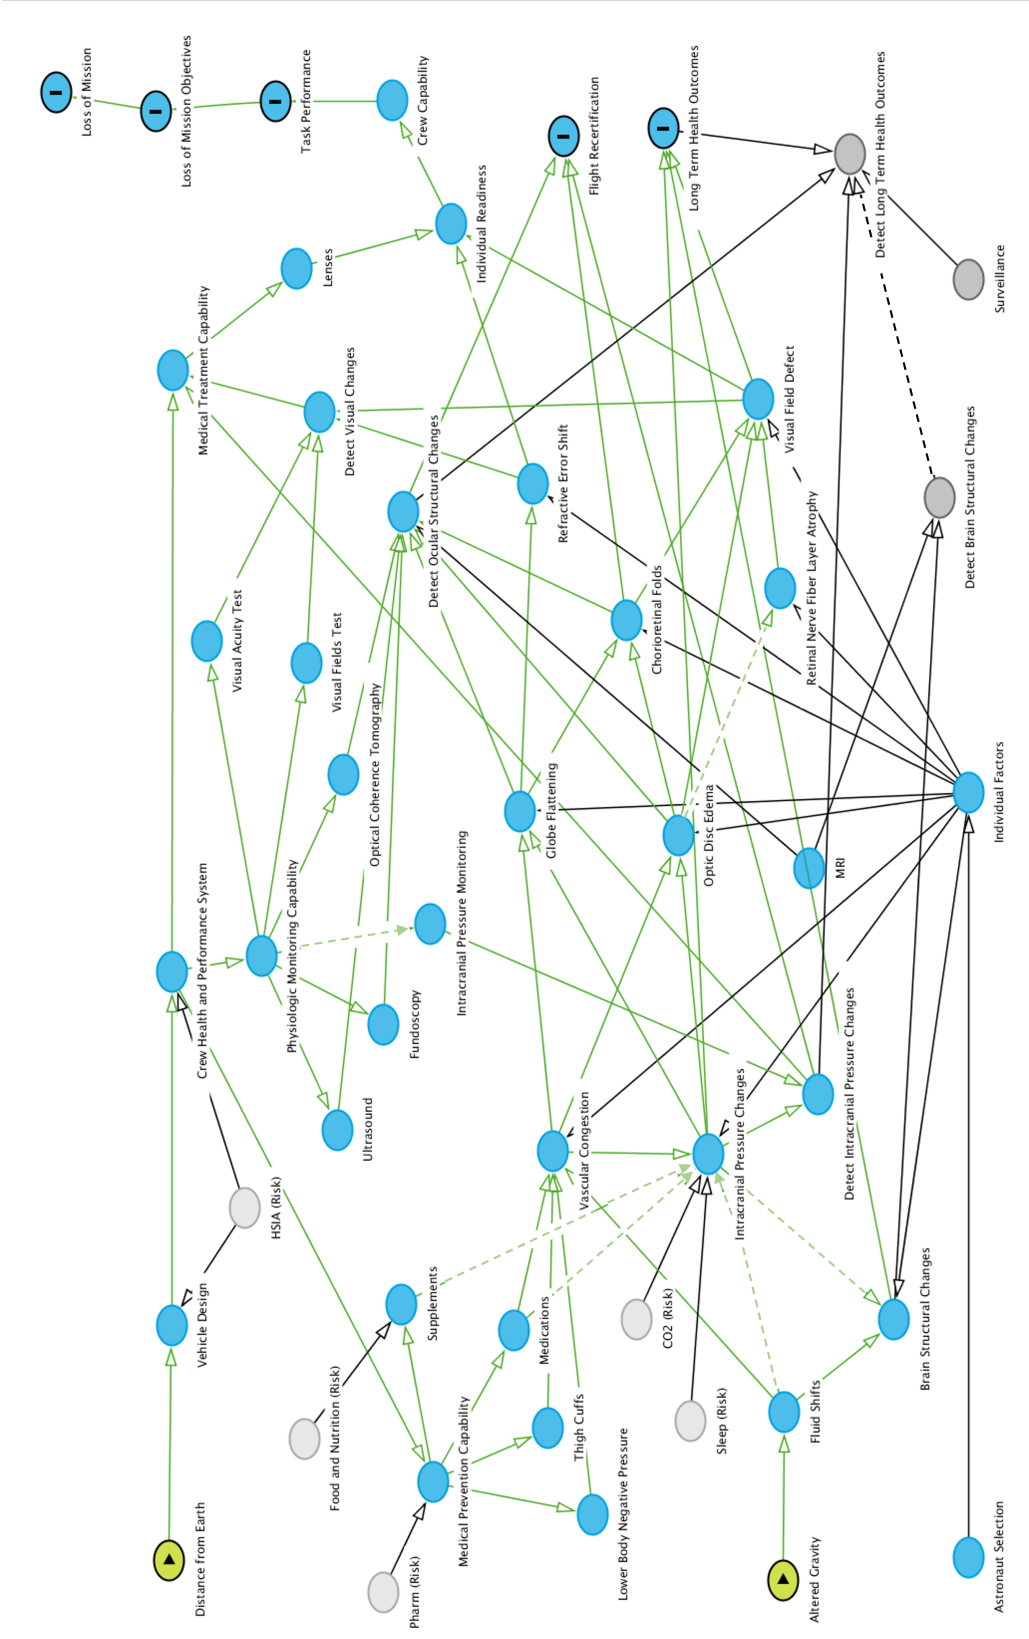 Loss of Mission
Loss of Mission Objectives
Task Performance
Crew Capability
Flight Recertification
Long Term Health Outcomes
Detect Long Term Health Outcomes
Individual Readiness
Lenses
Surveillance
Medical Treatment Capability
Detect Visual Changes
Visual Field Defect
Detect Ocular Structural Changes
Refractive Error Shift
Detect Brain Structural Changes
Retinal Nerve Fiber Layer Atrophy
Chorioretinal Folds
Visual Acuity Test
Visual Fields Test
Optical Coherence Tomography
Globe Flattening
Optic Disc Edema
Individual Factors
MRI
Intracranial Pressure Monitoring
Crew Health and Performance System
Physiologic Monitoring Capability
Fundoscopy
Ultrasound
Detect Intracranial Pressure Changes
Vascular Congestion
Intracranial Pressure Changes
HSIA (Risk)
Vehicle Design
Supplements
Medications
CO2 (Risk)
Brain Structural Changes
Food and Nutrition (Risk)
Medical Prevention Capability
Thigh Cuffs
Sleep (Risk)
Fluid Shifts
Lower Body Negative Pressure
Distance from Earth
Pharm (Risk)
Altered Gravity
Astronaut Selection